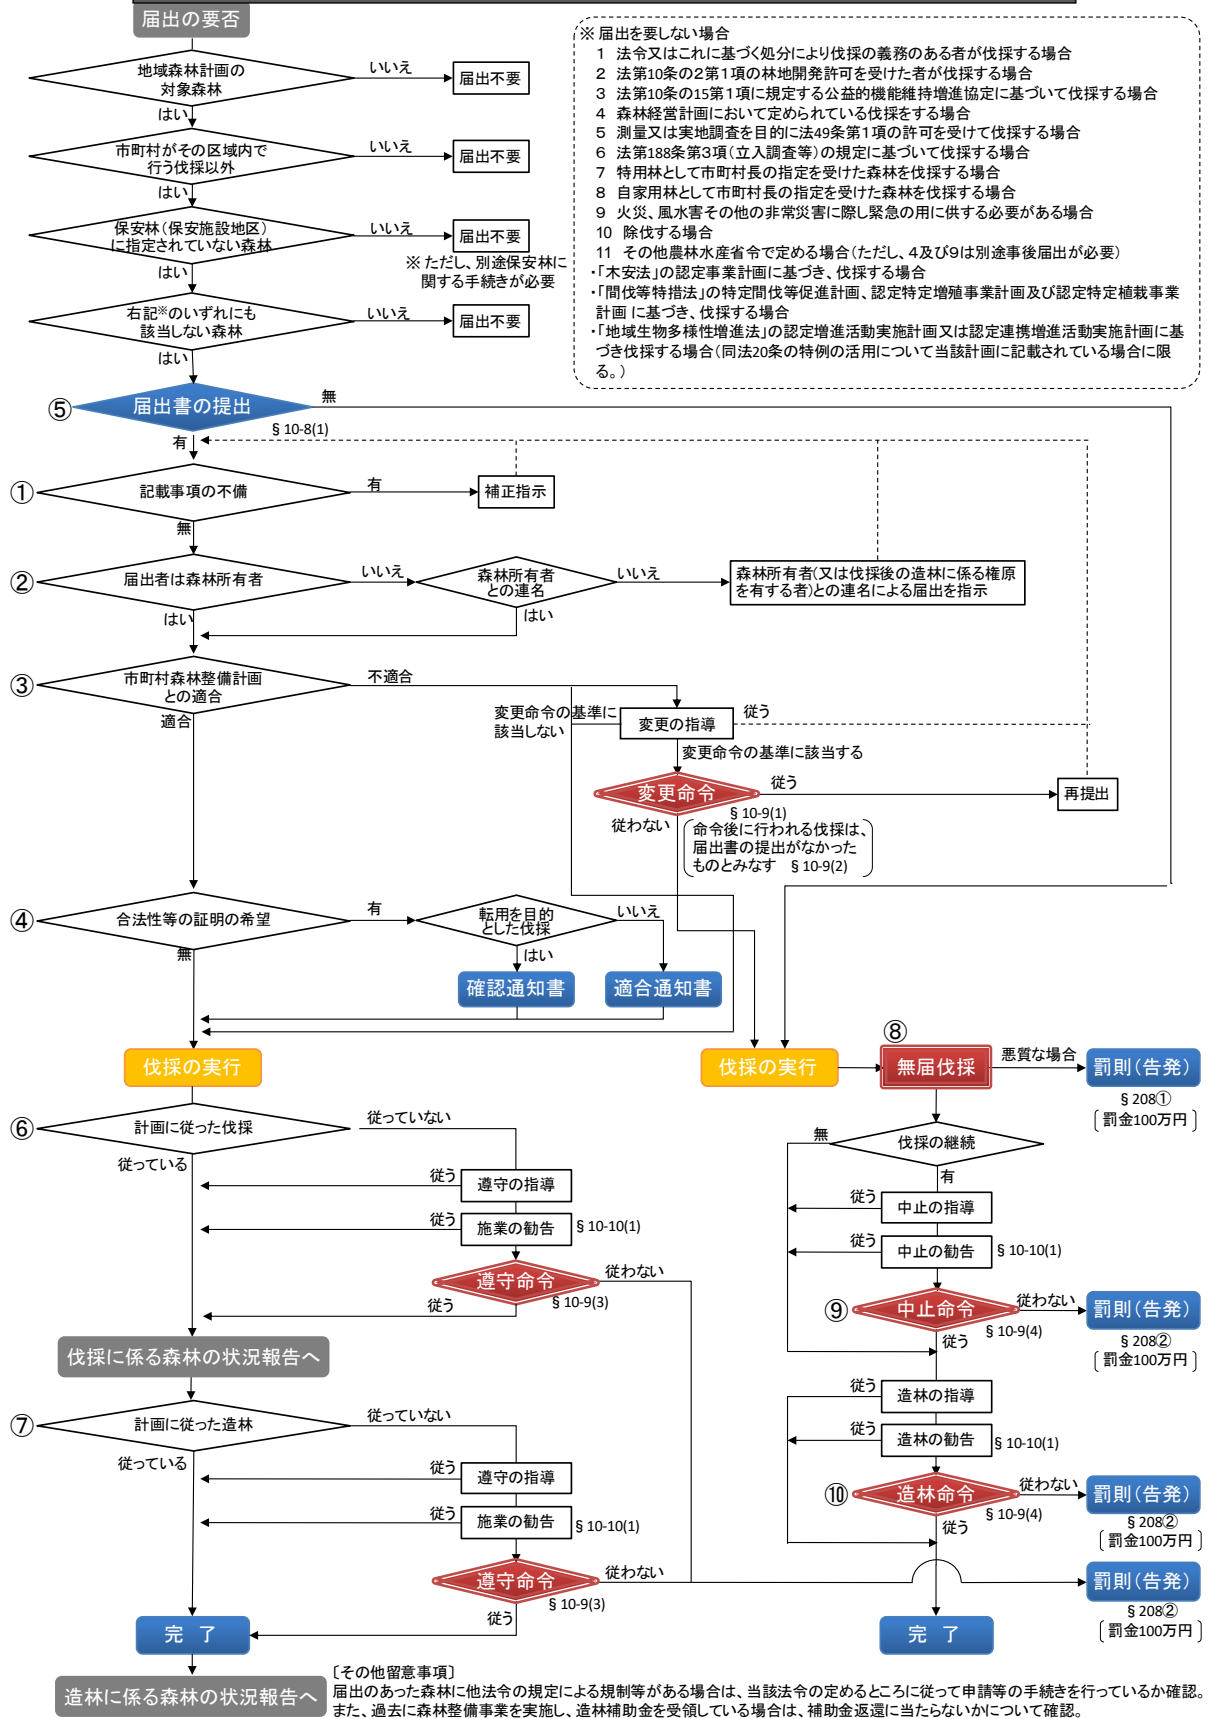 届出の要否
地域森林計画の
対象森林
いいえ
届出不要
はい
市町村がその区域内で
行う伐採以外
いいえ
届出不要
はい
保安林(保安施設地区)
に指定されていない森林
いいえ
届出不要
※ただし、別途保安林に
関する手続きが必要
はい
右記※のいずれにも
該当しない森林
いいえ
届出不要
はい
※届出を要しない場合
1 法令又はこれに基づく処分により伐採の義務のある者が伐採する場合
2 法第10条の2第1項の林地開発許可を受けた者が伐採する場合
3 法第10条の15第1項に規定する公益的機能維持増進協定に基づいて伐採する場合
4 森林経営計画において定められている伐採をする場合
5 測量又は実地調査を目的に法49条第1項の許可を受けて伐採する場合
6 法第188条第3項(立入調査等)の規定に基づいて伐採する場合
7 特用林として市町村長の指定を受けた森林を伐採する場合
8 自家用林として市町村長の指定を受けた森林を伐採する場合
9 火災、風水害その他の非常災害に際し緊急の用に供する必要がある場合
10 除伐する場合
11 その他農林水産省令で定める場合(ただし、4及び9は別途事後届出が必要)
・「木安法」の認定事業計画に基づき、伐採する場合
・「間伐等特措法」の特定間伐等促進計画、認定特定増殖事業計画及び認定特定植栽事業
計画 に基づき、伐採する場合
・「地域生物多様性増進法」の認定増進活動実施計画又は認定連携増進活動実施計画に基
づき伐採する場合(同法20条の特例の活用について当該計画に記載されている場合に限
る。)
⑤
届出書の提出
無
有
§10-8(1)
①
記載事項の不備
有
補正指示
無
②
届出者は森林所有者
いいえ
森林所有者
との連名
いいえ
森林所有者(又は伐採後の造林に係る権原
を有する者)との連名による届出を指示
はい
はい
③
市町村森林整備計画
との適合
不適合
適合
変更命令の基準に
該当しない
変更の指導
従う
変更命令の基準に該当する
変更命令
従う
再提出
§10-9(1)
従わない
命令後に行われる伐採は、
届出書の提出がなかった
ものとみなす §10-9(2)
④
合法性等の証明の希望
有
転用を目的
とした伐採
いいえ
無
はい
確認通知書
適合通知書
伐採の実行
伐採の実行
⑧
無届伐採
悪質な場合
罰則(告発)
§208①
〔罰金100万円〕
⑥
計画に従った伐採
従っていない
従っている
従う
遵守の指導
従う
施業の勧告
§10-10(1)
遵守命令
従わない
§10-9(3)
従う
無
伐採の継続
有
従う
中止の指導
従う
中止の勧告
§10-10(1)
⑨
中止命令
従わない
罰則(告発)
§10-9(4)
従う
§208②
〔罰金100万円〕
伐採に係る森林の状況報告へ
⑦
計画に従った造林
従っていない
従っている
従う
遵守の指導
従う
施業の勧告
§10-10(1)
遵守命令
従わない
§10-9(3)
従う
従う
造林の指導
従う
造林の勧告
§10-10(1)
⑩
造林命令
従わない
罰則(告発)
§10-9(4)
従う
§208②
〔罰金100万円〕
罰則(告発)
§208②
〔罰金100万円〕
完 了
完 了
造林に係る森林の状況報告へ
〔その他留意事項〕
届出のあった森林に他法令の規定による規制等がある場合は、当該法令の定めるところに従って申請等の手続きを行っているか確認。
また、過去に森林整備事業を実施し、造林補助金を受領している場合は、補助金返還に当たらないかについて確認。